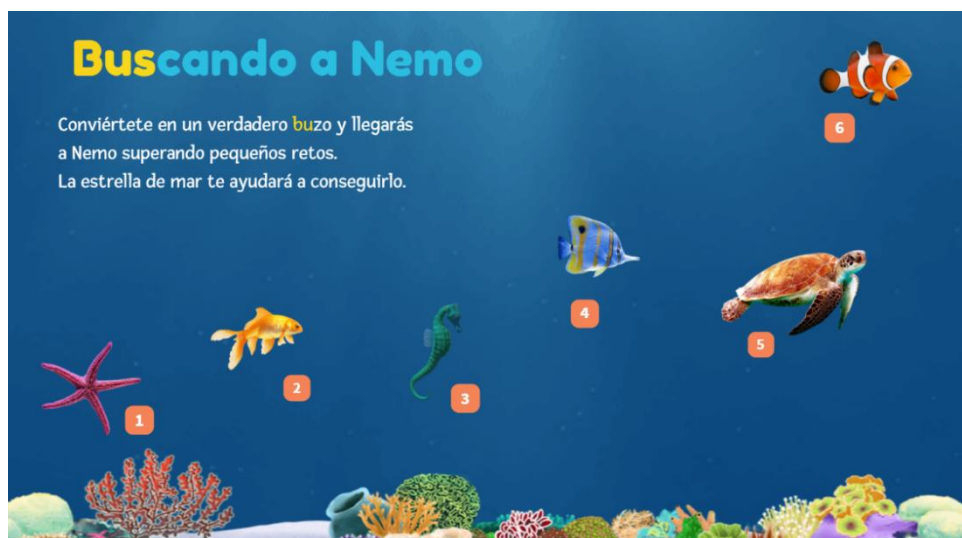 Buscando a Nemo
Conviértete en un verdadero buzo y llegarás
a Nemo superando pequeños retos.
La estrella de mar te ayudará a conseguirlo.
6
4
5
2
3
1